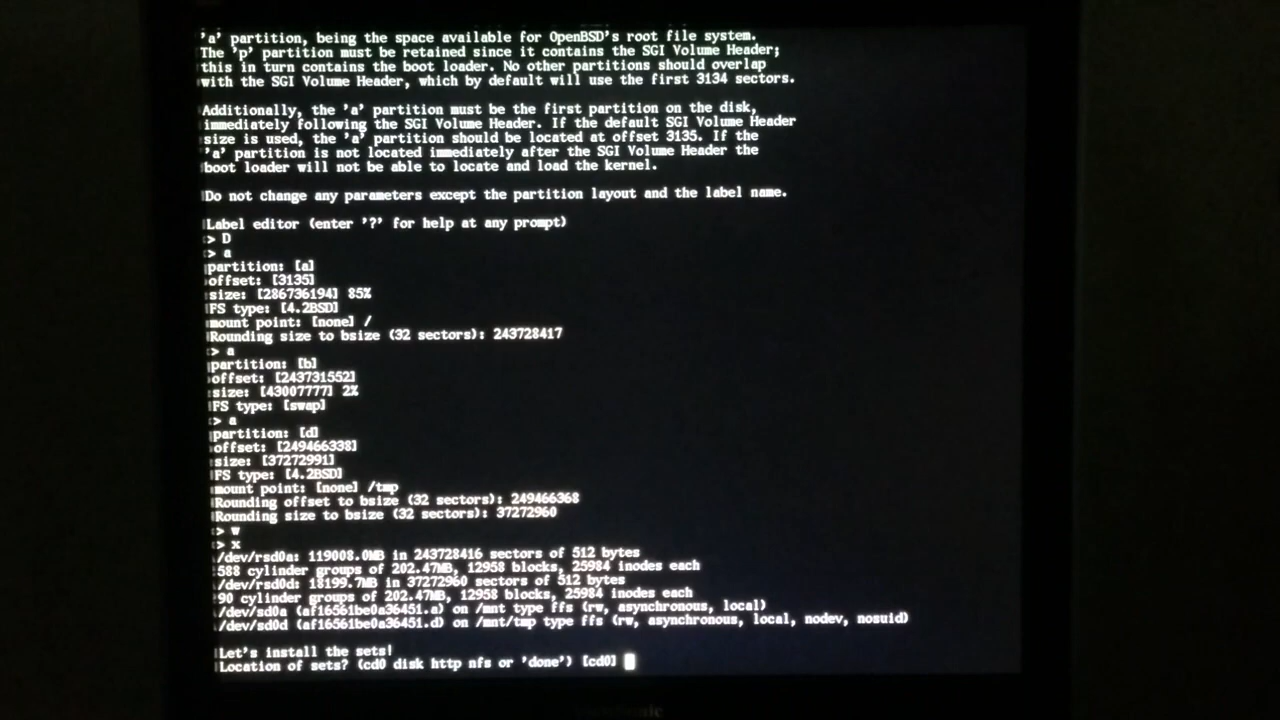 'a' partition, being the space available for OpenBSD's root file system.
The 'p' partition must be retained since it contains the SGI Volume Header;
this in turn contains the boot loader. No other partitions should overlap
with the SGI Volume Header, which by default will use the first 3134 sectors.
Additionally, the 'a' partition must be the first partition on the disk,
immediately following the SGI Volume Header. If the default SGI Volume Header
size is used, the 'a' partition should be located at offset 3135. If the
'a' partition is not located immediately after the SGI Volume Header the
boot loader will not be able to locate and load the kernel.
Do not change any parameters except the partition layout and the label name.
Label editor (enter '?' for help at any prompt)
> D
> a
partition: [a]
offset: [3135]
size: [286736194] 85%
FS type: [4.2BSD]
mount point: [none] /
Rounding size to bsize (32 sectors): 243728417
> a
partition: [b]
offset: [243731552]
size: [43007777] 2%
FS type: [swap]
> a
partition: [d]
offset: [249466338]
size: [37272991]
FS type: [4.2BSD]
mount point: [none] /tmp
Rounding offset to bsize (32 sectors): 249466368
Rounding size to bsize (32 sectors): 37272960
> w
> x
/dev/rsd0a: 119008.0MB in 243728416 sectors of 512 bytes
588 cylinder groups of 202.47MB, 12958 blocks, 25984 inodes each
/dev/rsd0d: 18199.7MB in 37272960 sectors of 512 bytes
90 cylinder groups of 202.47MB, 12958 blocks, 25984 inodes each
/dev/sd0a (af16561be0a36451.a) on /mnt type ffs (rw, asynchronous, local)
/dev/sd0d (af16561be0a36451.d) on /mnt/tmp type ffs (rw, asynchronous, local, nodev, nosuid)
Let's install the sets!
Location of sets? (cd0 disk http nfs or 'done') [cd0]